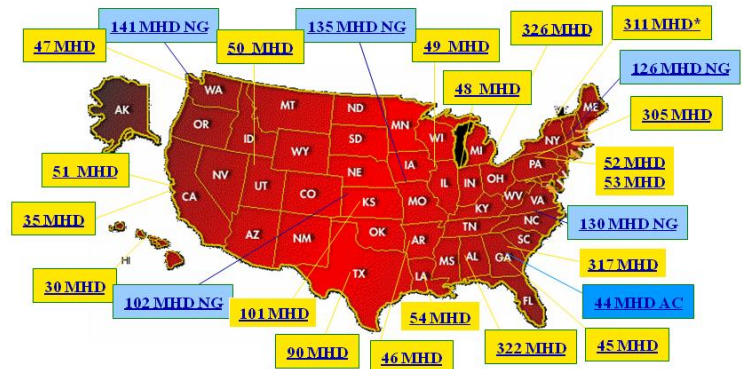 141 MHD NG
135 MHD NG
326 MHD
311 MHD*
47 MHD
50 MHD
49 MHD
126 MHD NG
48 MHD
305 MHD
52 MHD
53 MHD
51 MHD
35 MHD
130 MHD NG
30 MHD
102 MHD NG
101 MHD
317 MHD
44 MHD AC
54 MHD
90 MHD
46 MHD
322 MHD
45 MHD
AK
WA
MT
ND
MN
ME
OR
ID
SD
WI
MI
NY
WY
IA
PA
NE
NV
UT
CO
IL
IN
OH
WV
VA
CA
KS
MO
KY
NC
AZ
NM
OK
AR
TN
SC
TX
LA
MS
AL
GA
FL
HI